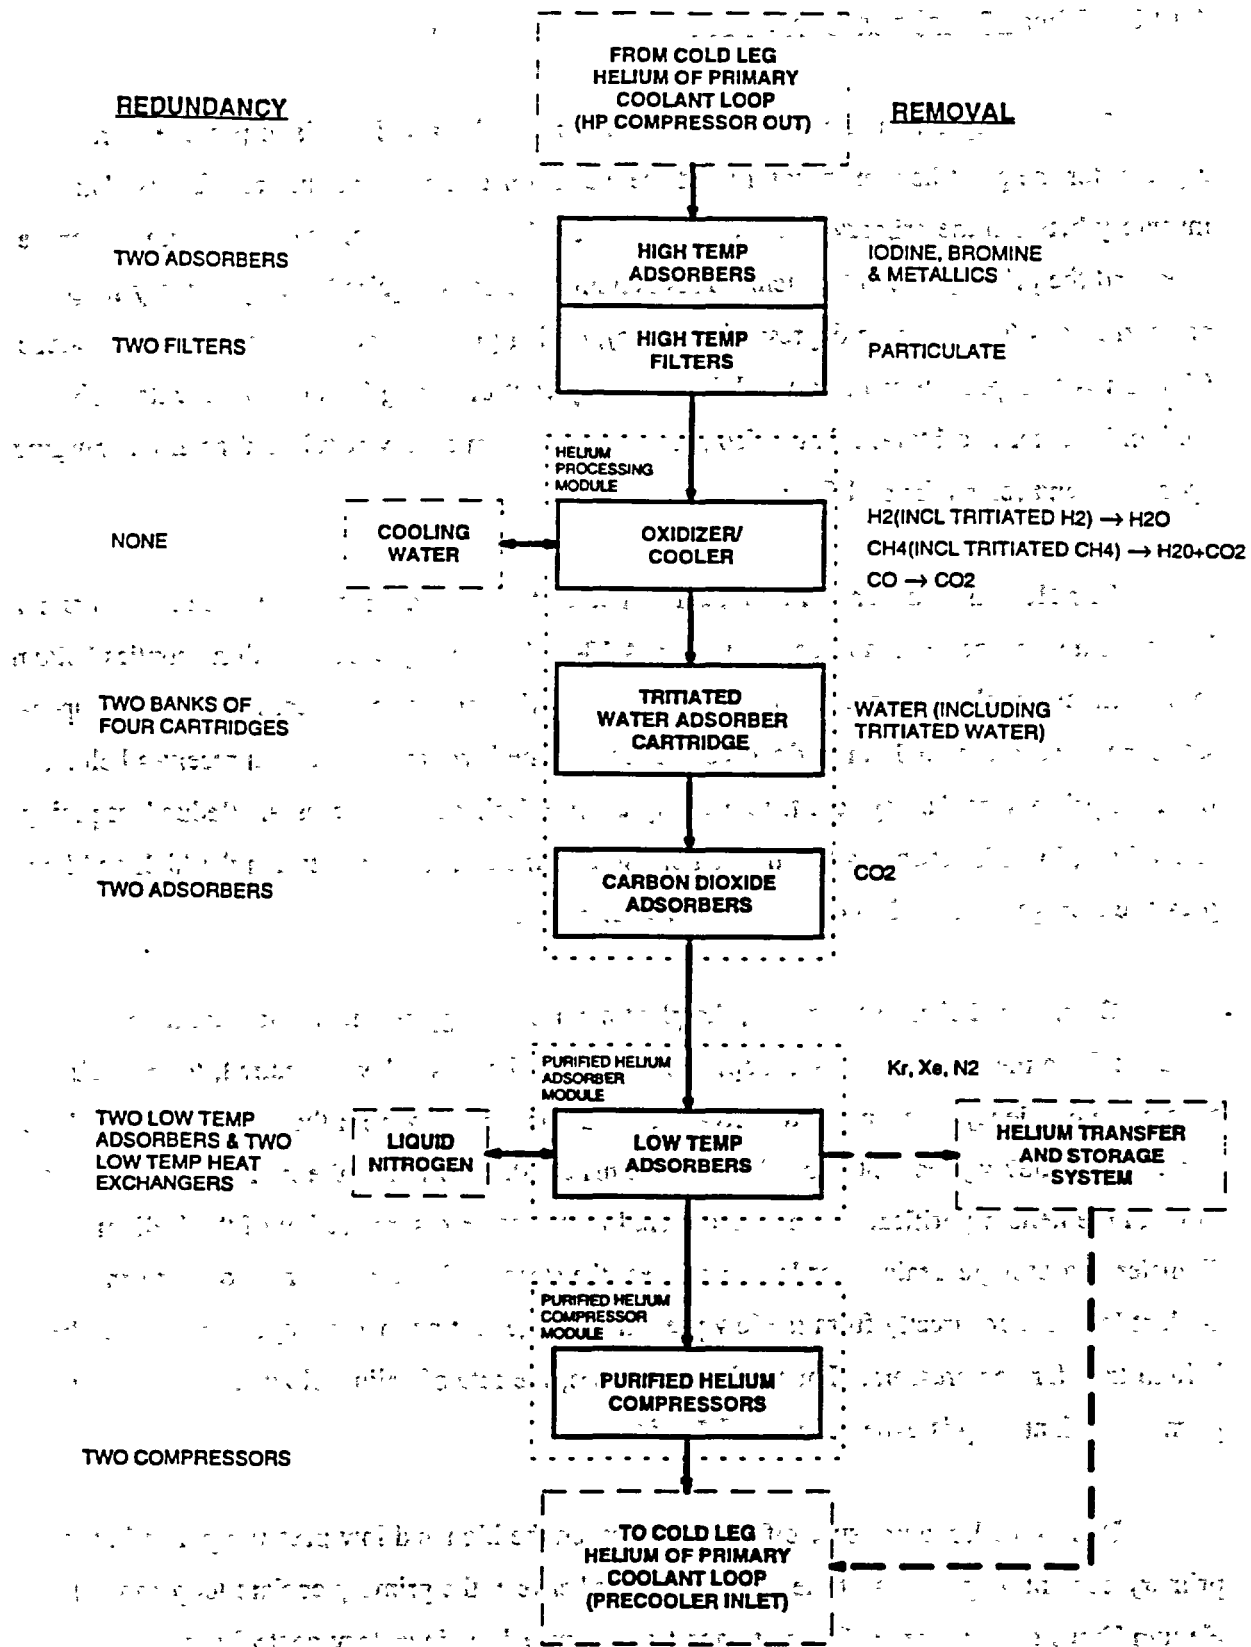 FROM COLD LEG
HELIUM OF PRIMARY
COOLANT LOOP
(HP COMPRESSOR OUT)
REDUNDANCY
REMOVAL
TWO ADSORBERS
HIGH TEMP
ADSORBERS
IODINE, BROMINE
& METALLICS
TWO FILTERS
HIGH TEMP
FILTERS
PARTICULATE
HELIUM
PROCESSING
MODULE
NONE
COOLING
WATER
OXIDIZER/
COOLER
H2(INCL TRITIATED H2) → H2O
CH4(INCL TRITIATED CH4) → H20+CO2
CO → CO2
TWO BANKS OF
FOUR CARTRIDGES
TRITIATED
WATER ADSORBER
CARTRIDGE
WATER (INCLUDING
TRITIATED WATER)
TWO ADSORBERS
CARBON DIOXIDE
ADSORBERS
CO2
PURIFIED HELIUM
ADSORBER
MODULE
Kr, Xe, N2
TWO LOW TEMP
ADSORBERS & TWO
LOW TEMP HEAT
EXCHANGERS
LIQUID
NITROGEN
LOW TEMP
ADSORBERS
HELIUM TRANSFER
AND STORAGE
SYSTEM
PURIFIED HELIUM
COMPRESSOR
MODULE
PURIFIED HELIUM
COMPRESSORS
TWO COMPRESSORS
TO COLD LEG
HELIUM OF PRIMARY
COOLANT LOOP
(PRECOOLER INLET)